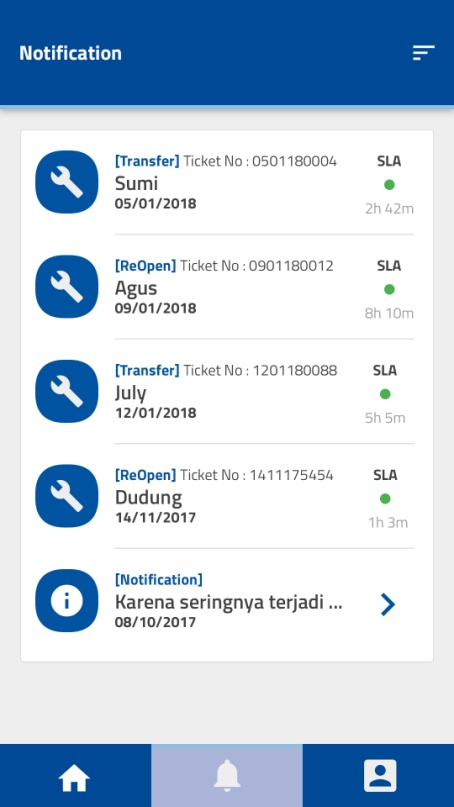 Notification
[Transfer] Ticket No : 0501180004 SLA
Sumi
05/01/2018 2h 42m
[ReOpen] Ticket No : 0901180012 SLA
Agus
09/01/2018 8h 10m
[Transfer] Ticket No : 1201180088 SLA
July
12/01/2018 5h 5m
[ReOpen] Ticket No : 1411175454 SLA
Dudung
14/11/2017 1h 3m
[Notification]
Karena seringnya terjadi ...
08/10/2017